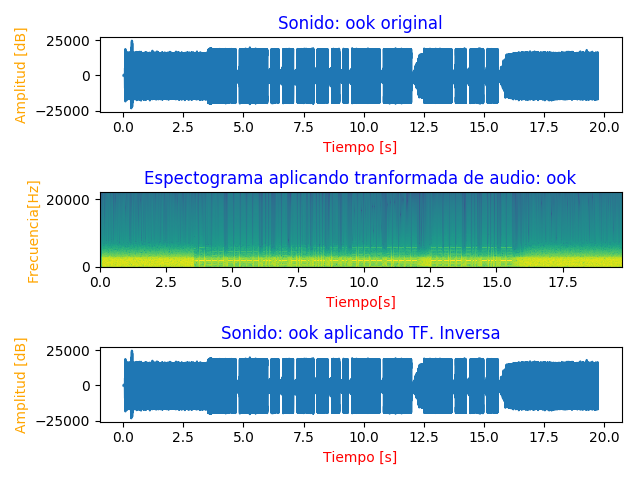 Sonido: ook original
Amplitud [dB]
25000
0
−25000
0.0 2.5 5.0 7.5 10.0 12.5 15.0 17.5 20.0
Tiempo [s]
Espectograma aplicando tranformada de audio: ook
Frecuencia[Hz]
20000
0
0.0 2.5 5.0 7.5 10.0 12.5 15.0 17.5
Tiempo[s]
Sonido: ook aplicando TF. Inversa
Amplitud [dB]
25000
0
−25000
0.0 2.5 5.0 7.5 10.0 12.5 15.0 17.5 20.0
Tiempo [s]